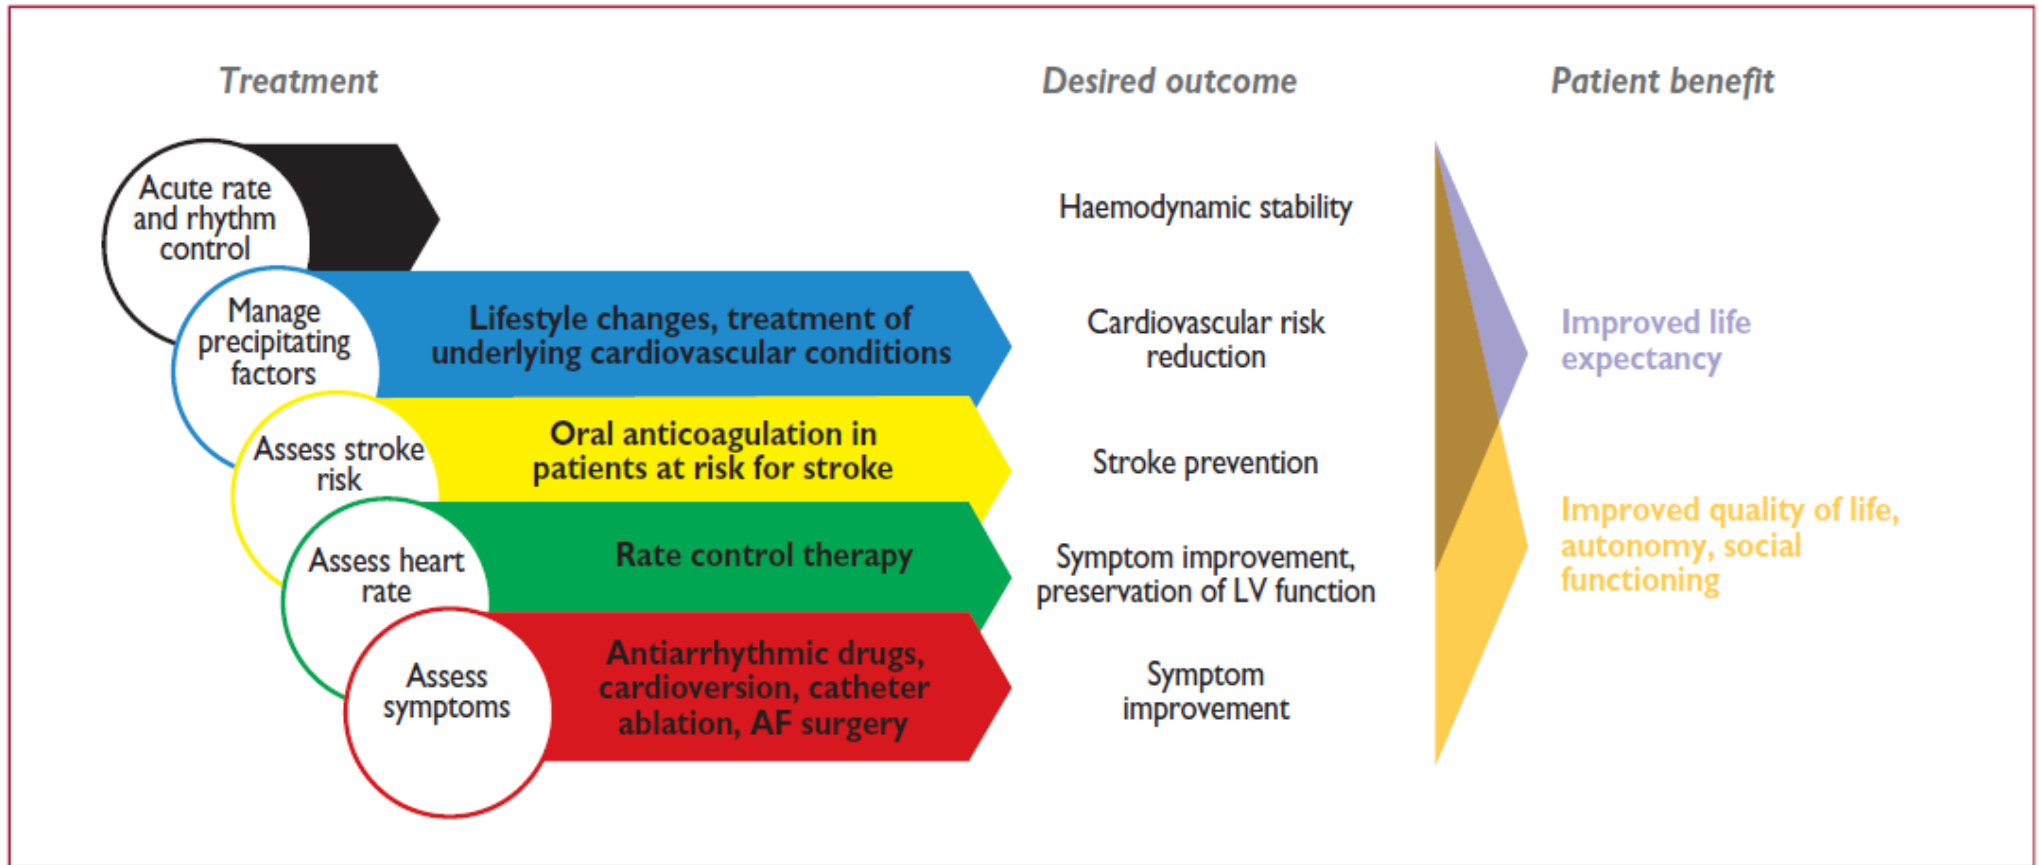 Treatment
Desired outcome
Patient benefit
Acute rate
and rhythm
control
Haemodynamic stability
Manage
precipitating
factors
Lifestyle changes, treatment of
underlying cardiovascular conditions
Cardiovascular risk
reduction
Improved life
expectancy
Assess stroke
risk
Oral anticoagulation in
patients at risk for stroke
Stroke prevention
Assess heart
rate
Rate control therapy
Symptom improvement,
preservation of LV function
Improved quality of life,
autonomy, social
functioning
Assess
symptoms
Antiarrhythmic drugs,
cardioversion, catheter
ablation, AF surgery
Symptom
improvement